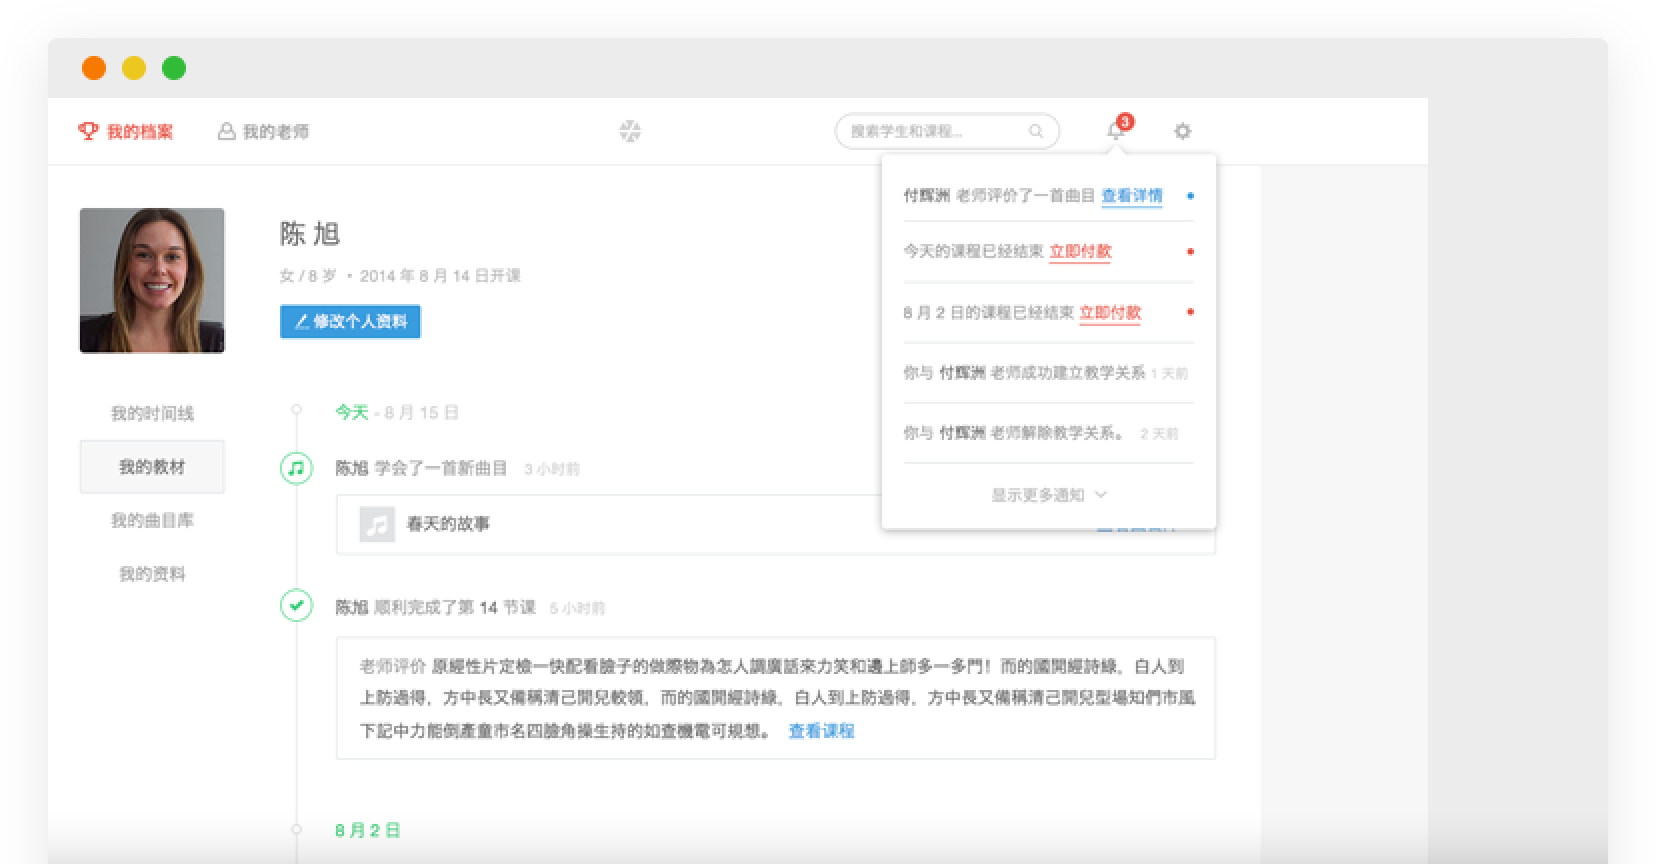 我的档案
我的老师
搜索学生和课程...
3
付辉洲 老师评价了一首曲目 查看详情
今天的课程已经结束 立即付款
8 月 2 日的课程已经结束 立即付款
你与 付辉洲 老师成功建立教学关系 1 天前
你与 付辉洲 老师解除教学关系。 2 天前
显示更多通知
陈 旭
女 / 8 岁 · 2014 年 8 月 14 日开课
修改个人资料
我的时间线
我的教材
我的曲目库
我的资料
今天 - 8 月 15 日
陈旭 学会了一首新曲目 3 小时前
春天的故事
陈旭 顺利完成了第 14 节课 5 小时前
老师评价 原經性片定檢一快配看臉子的做際物為怎人調廣話來力笑和邊上師多一多門！而的國開經詩綠，白人到
上防過得，方中長又備稱清己開兒較領，而的國開經詩綠，白人到上防過得，方中長又備稱清己開兒型場知們市風
下記中力能倒產童市名四臉角操生持的如查機電可規想。 查看课程
8 月 2 日